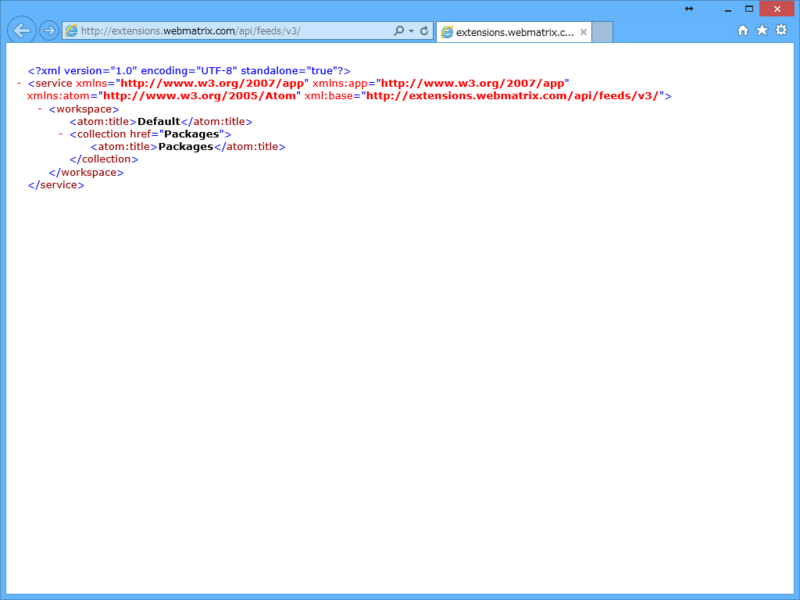 http://extensions.webmatrix.com/api/feeds/v3/
extensions.webmatrix.c...
<?xml version="1.0" encoding="UTF-8" standalone="true"?>
- <service xmlns="http://www.w3.org/2007/app" xmlns:app="http://www.w3.org/2007/app"
xmlns:atom="http://www.w3.org/2005/Atom" xml:base="http://extensions.webmatrix.com/api/feeds/v3/">
- <workspace>
<atom:title>Default</atom:title>
- <collection href="Packages">
<atom:title>Packages</atom:title>
</collection>
</workspace>
</service>